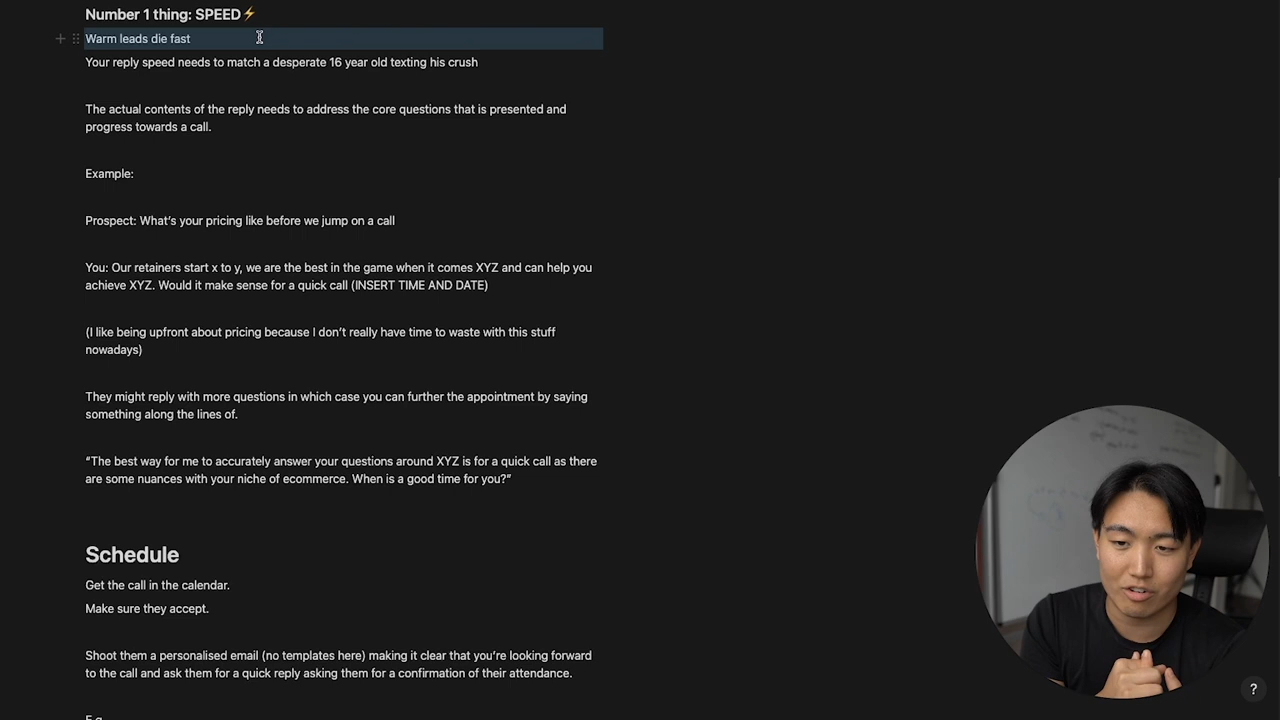 Number 1 thing: SPEED⚡
Warm leads die fast
Your reply speed needs to match a desperate 16 year old texting his crush
The actual contents of the reply needs to address the core questions that is presented and
progress towards a call.
Example:
Prospect: What's your pricing like before we jump on a call
You: Our retainers start x to y, we are the best in the game when it comes XYZ and can help you
achieve XYZ. Would it make sense for a quick call (INSERT TIME AND DATE)
(I like being upfront about pricing because I don't really have time to waste with this stuff
nowadays)
They might reply with more questions in which case you can further the appointment by saying
something along the lines of.
“The best way for me to accurately answer your questions around XYZ is for a quick call as there
are some nuances with your niche of ecommerce. When is a good time for you?”
Schedule
Get the call in the calendar.
Make sure they accept.
Shoot them a personalised email (no templates here) making it clear that you're looking forward
to the call and ask them for a quick reply asking them for a confirmation of their attendance.
E.g
?